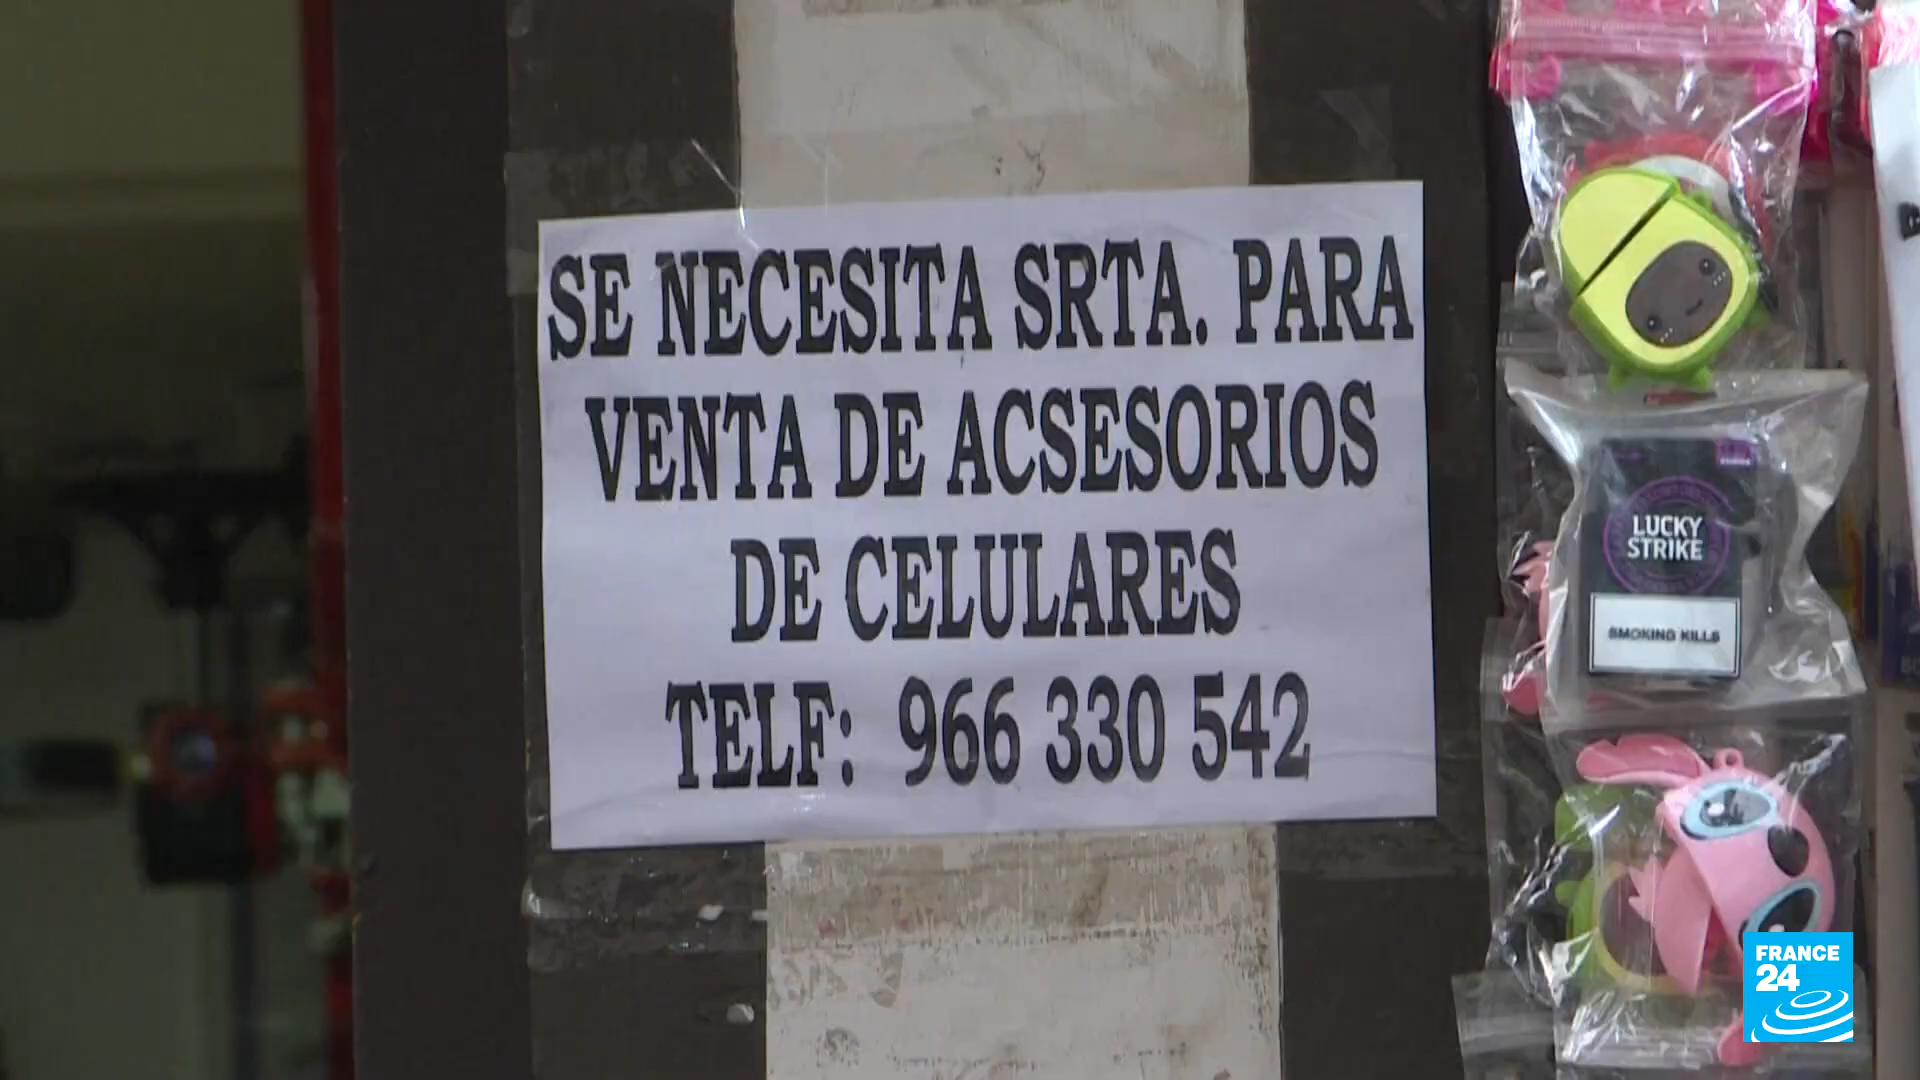 SE NECESITA SRTA. PARA
VENTA DE ACSESORIOS
DE CELULARES
TELF: 966 330 542
LUCKY
STRIKE
SMOKING KILLS
FRANCE
24